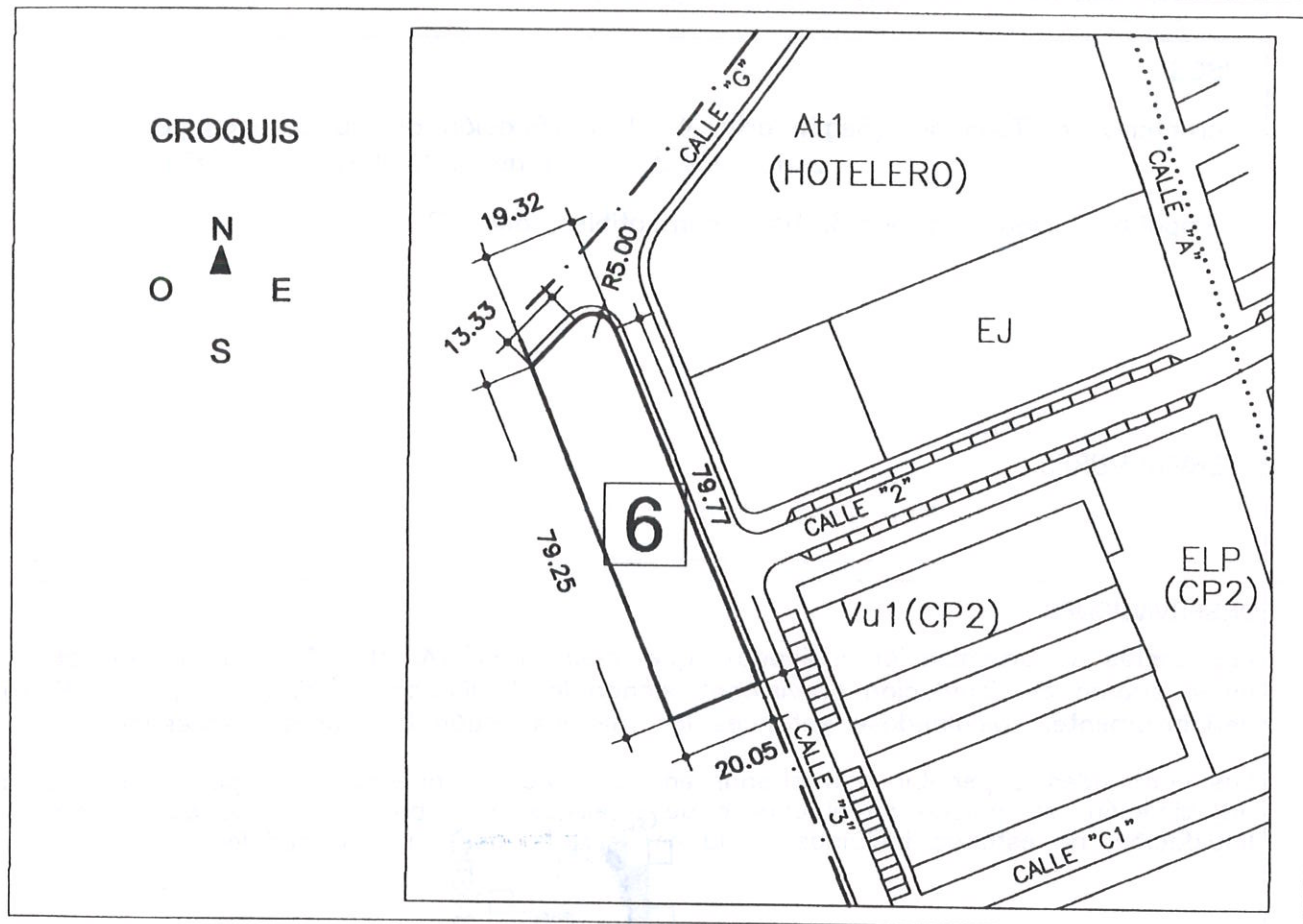 CROQUIS
N
O E
S
CALLE "G"
At1
(HOTELERO)
CALLE "A"
19.32
R5.00
13.33
EJ
79.77
CALLE "2"
6
79.25
ELP
(CP2)
Vu1(CP2)
20.05
CALLE "3"
CALLE "C1"